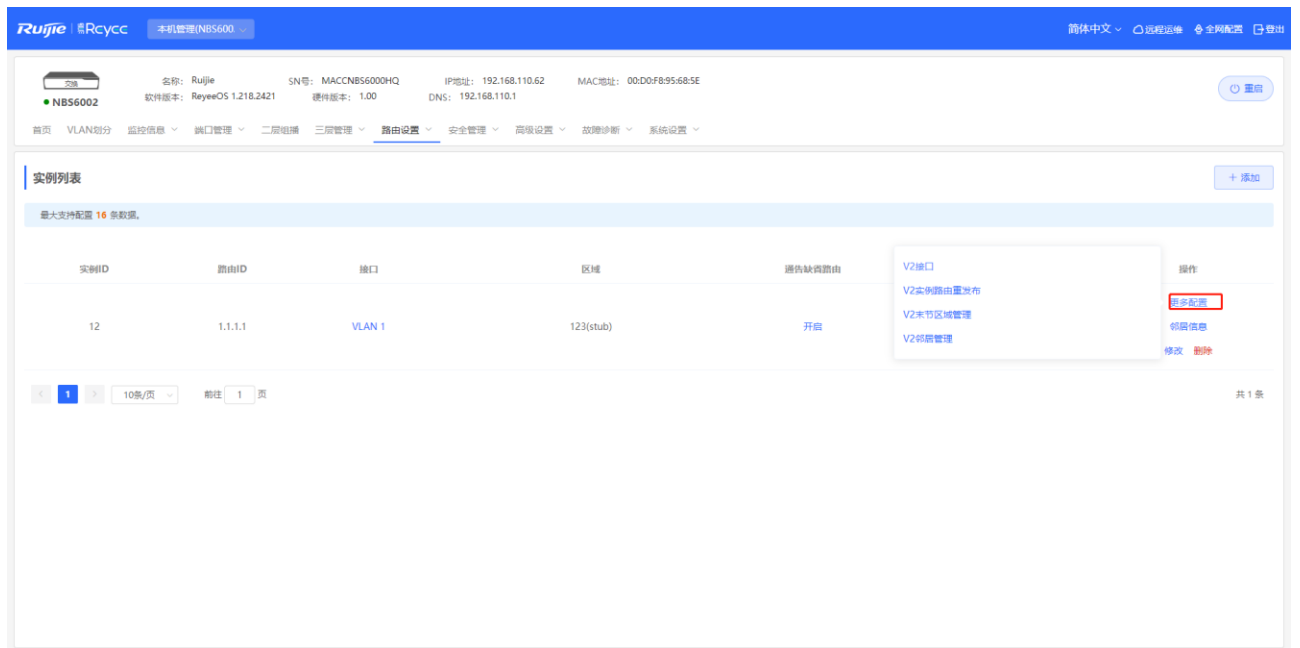 Ruijie | 睿Rcycc 本机管理(NBS600.
简体中文 远程运维 全网配置 登出
交换
NBS6002
名称: Ruijie SN号: MACCNBS6000HQ IP地址: 192.168.110.62 MAC地址: 00:D0:F8:95:68:5E
软件版本: ReyeeOS 1.218.2421 硬件版本: 1.00 DNS: 192.168.110.1
重启
首页 VLAN划分 监控信息 端口管理 二层组播 三层管理 路由设置 安全管理 高级设置 故障诊断 系统设置
实例列表
+ 添加
最大支持配置 16 条数据。
实例ID 路由ID 接口 区域 通告缺省路由 操作
12 1.1.1.1 VLAN 1 123(stub) 开启
V2接口
V2实例路由重发布
V2末节区域管理
V2邻居管理
更多配置
邻居信息
修改 删除
< 1 > 10条/页 前往 1 页
共 1 条